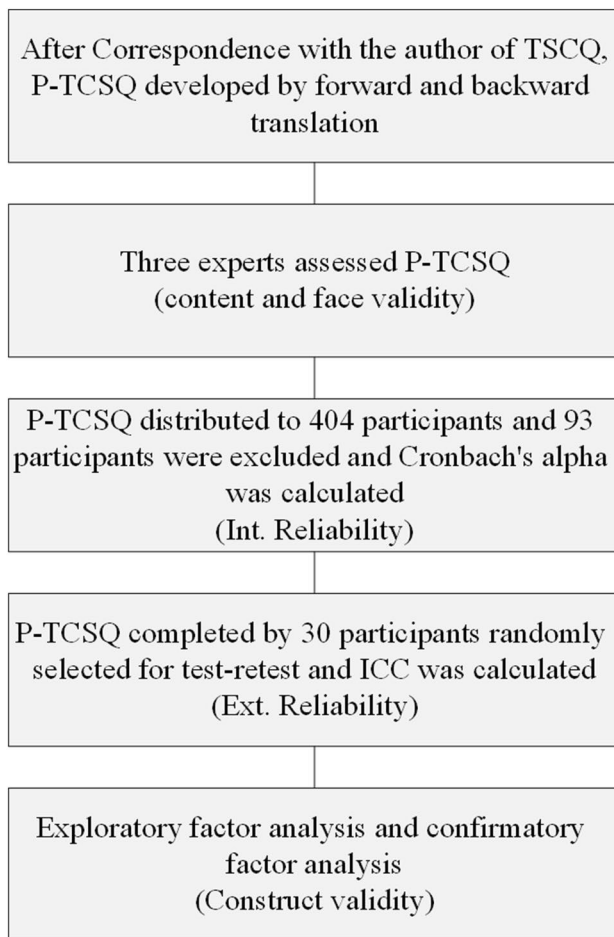 After Correspondence with the author of TSCQ,
P-TCSQ developed by forward and backward
translation
Three experts assessed P-TCSQ
(content and face validity)
P-TCSQ distributed to 404 participants and 93
participants were excluded and Cronbach's alpha
was calculated
(Int. Reliability)
P-TCSQ completed by 30 participants randomly
selected for test-retest and ICC was calculated
(Ext. Reliability)
Exploratory factor analysis and confirmatory
factor analysis
(Construct validity)